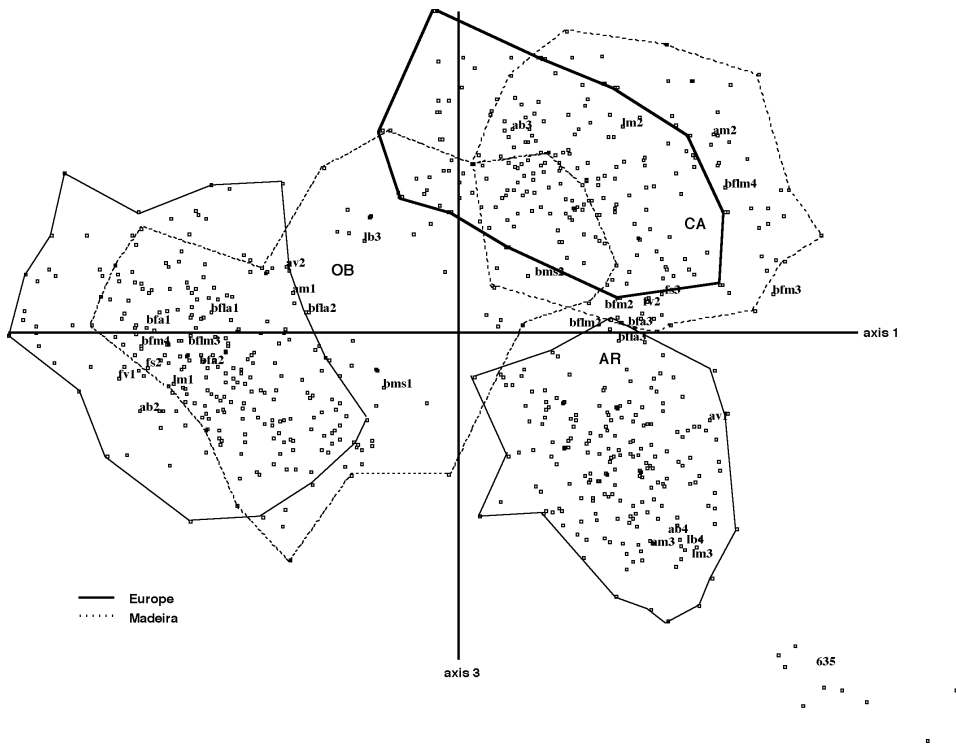 ab3
lm2
am2
bflm4
CA
lb3
OB
av2
bms2
am1
fs3
bfm3
bfla2
bfm2
fv2
bfa1
bfla1
bflm2
bfa3
axis 1
bfm4
bflm3
bfla3
fs2
bfa2
AR
fv1
lm1
bms1
ab2
av1
ab4
am3
lb4
lm3
Europe
Madeira
635
axis 3